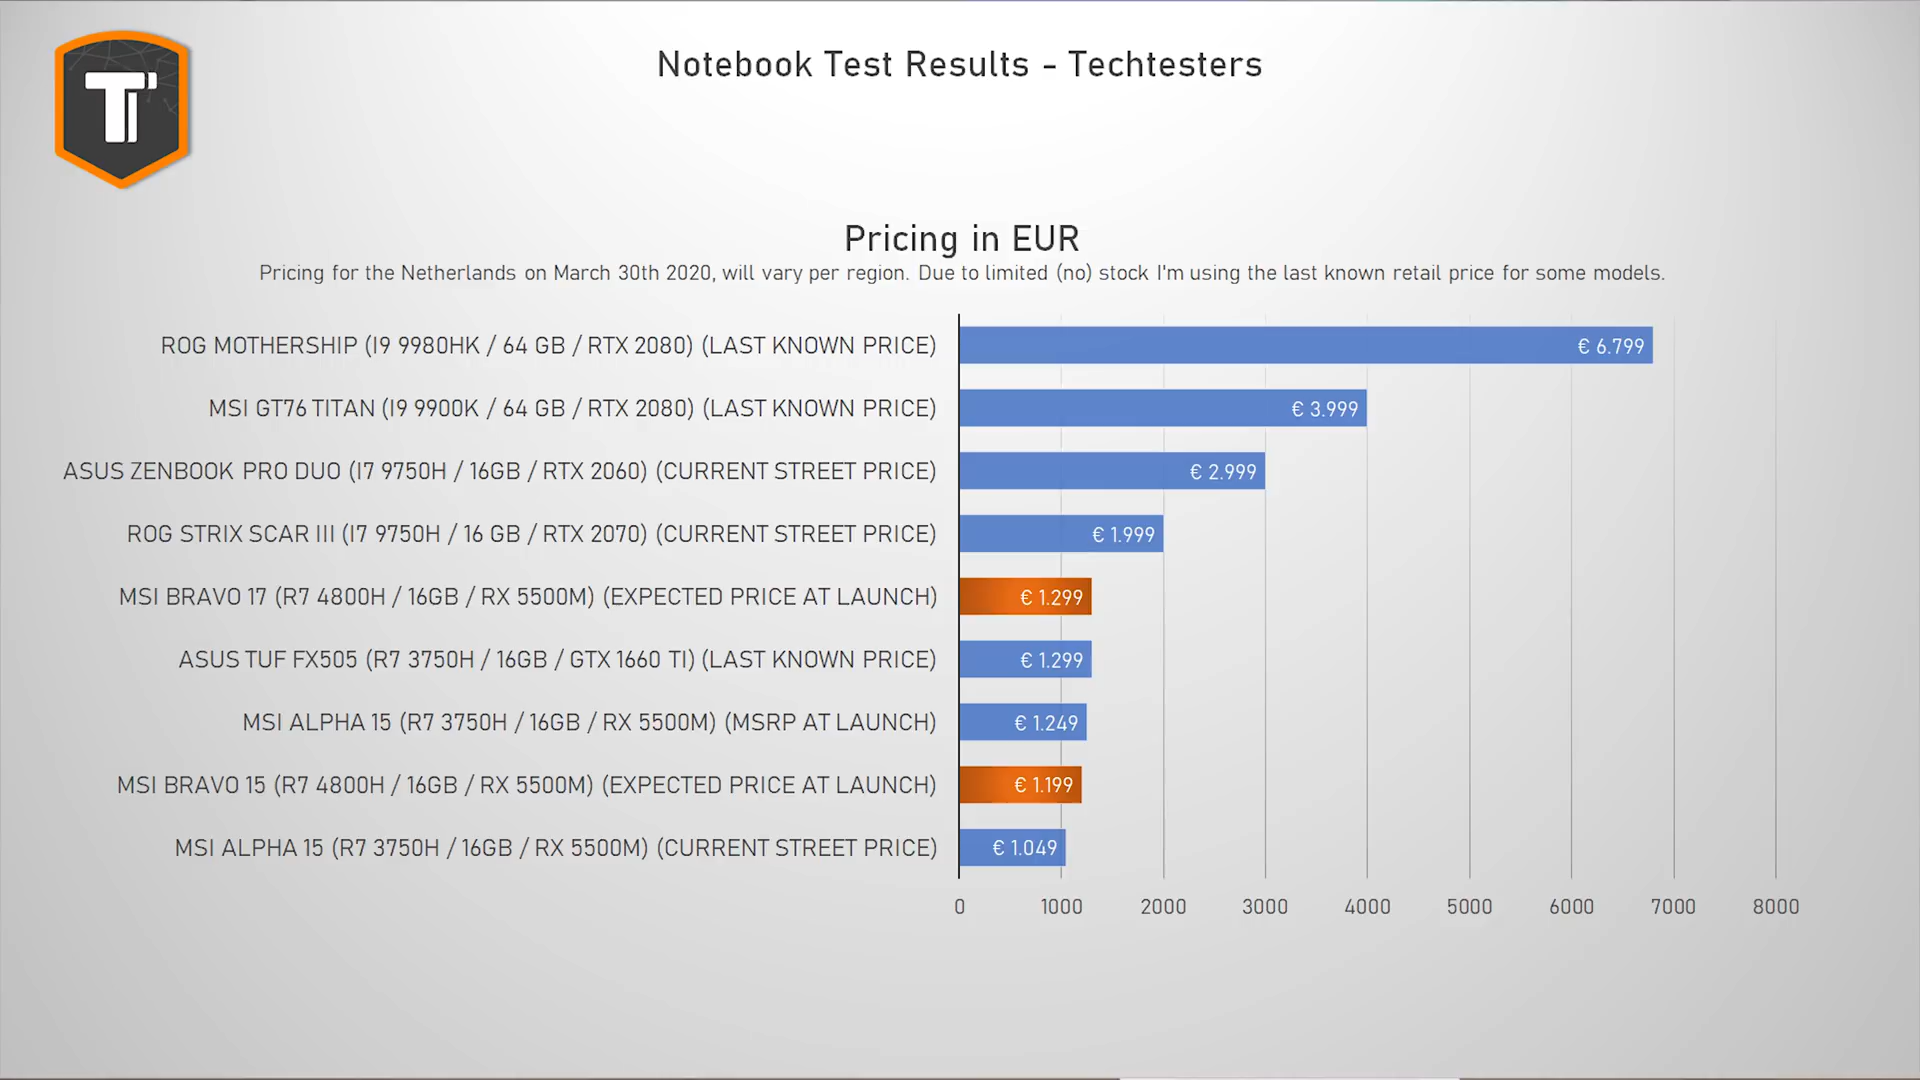 T
Notebook Test Results - Techtesters
Pricing in EUR
Pricing for the Netherlands on March 30th 2020, will vary per region. Due to limited (no) stock I'm using the last known retail price for some models.
ROG MOTHERSHIP (I9 9980HK / 64 GB / RTX 2080) (LAST KNOWN PRICE) € 6.799
MSI GT76 TITAN (I9 9900K / 64 GB / RTX 2080) (LAST KNOWN PRICE) € 3.999
ASUS ZENBOOK PRO DUO (I7 9750H / 16GB / RTX 2060) (CURRENT STREET PRICE) € 2.999
ROG STRIX SCAR III (I7 9750H / 16 GB / RTX 2070) (CURRENT STREET PRICE) € 1.999
MSI BRAVO 17 (R7 4800H / 16GB / RX 5500M) (EXPECTED PRICE AT LAUNCH) € 1.299
ASUS TUF FX505 (R7 3750H / 16GB / GTX 1660 TI) (LAST KNOWN PRICE) € 1.299
MSI ALPHA 15 (R7 3750H / 16GB / RX 5500M) (MSRP AT LAUNCH) € 1.249
MSI BRAVO 15 (R7 4800H / 16GB / RX 5500M) (EXPECTED PRICE AT LAUNCH) € 1.199
MSI ALPHA 15 (R7 3750H / 16GB / RX 5500M) (CURRENT STREET PRICE) € 1.049
0 1000 2000 3000 4000 5000 6000 7000 8000